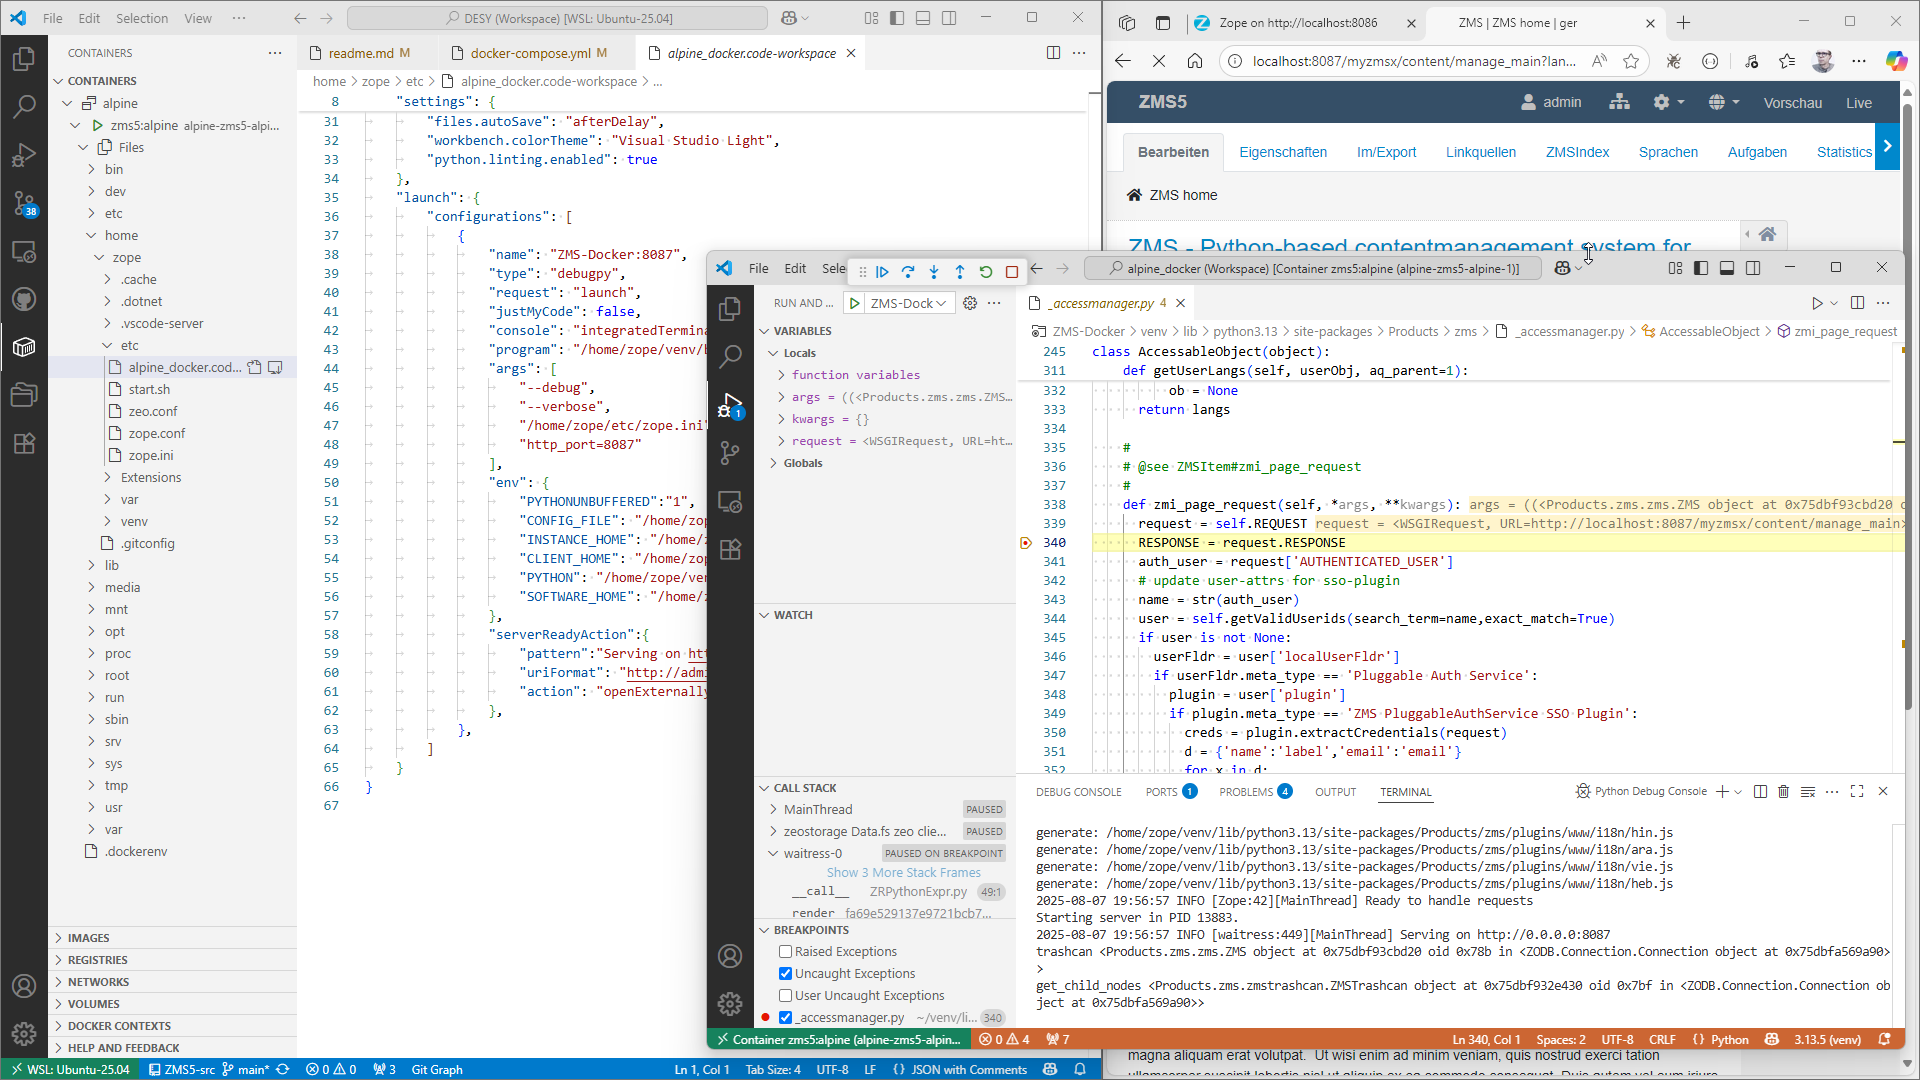 File Edit Selection View ···
DESY (Workspace) [WSL: Ubuntu-25.04]
CONTAINERS
CONTAINERS
alpine
zms5:alpine alpine-zms5-alpi...
Files
bin
dev
etc
home
zope
.cache
.dotnet
.vscode-server
etc
alpine_docker.cod...
start.sh
zeo.conf
zope.conf
zope.ini
Extensions
var
venv
.gitconfig
lib
media
mnt
opt
proc
root
run
sbin
srv
sys
tmp
usr
var
.dockerenv
IMAGES
REGISTRIES
NETWORKS
VOLUMES
DOCKER CONTEXTS
HELP AND FEEDBACK
38
readme.md M
docker-compose.yml M
alpine_docker.code-workspace
home > zope > etc > alpine_docker.code-workspace > ...
8 "settings": {
31 "files.autoSave": "afterDelay",
32 "workbench.colorTheme": "Visual Studio Light",
33 "python.linting.enabled": true
34 },
35 "launch": {
36 "configurations": [
37 {
38 "name": "ZMS-Docker:8087",
39 "type": "debugpy",
40 "request": "launch",
41 "justMyCode": false,
42 "console": "integratedTermina
43 "program": "/home/zope/venv/b
44 "args": [
45 "--debug",
46 "--verbose",
47 "/home/zope/etc/zope.ini"
48 "http_port=8087"
49 ],
50 "env": {
51 "PYTHONUNBUFFERED":"1",
52 "CONFIG_FILE": "/home/zop
53 "INSTANCE_HOME": "/home/z
54 "CLIENT_HOME": "/home/zop
55 "PYTHON": "/home/zope/ven
56 "SOFTWARE_HOME": "/home/z
57 },
58 "serverReadyAction":{
59 "pattern":"Serving on htt
60 "uriFormat": "http://admi
61 "action": "openExternally
62 },
63 },
64 ]
65 }
66 }
67
WSL: Ubuntu-25.04 ZMS5-src main* 0 0 3 Git Graph
Ln 1, Col 1 Tab Size: 4 UTF-8 LF {} JSON with Comments
Zope on http://localhost:8086
ZMS | ZMS home | ger
localhost:8087/myzmsx/content/manage_main?lan...
ZMS5
admin Vorschau Live
Bearbeiten Eigenschaften Im/Export Linkquellen ZMSIndex Sprachen Aufgaben Statistics
ZMS home
ZMS - Python-based contentmanagement system for
File Edit Sele
alpine_docker (Workspace) [Container zms5:alpine (alpine-zms5-alpine-1)]
RUN AND ... ZMS-Dock
VARIABLES
Locals
function variables
args = ((<Products.zms.zms.ZMS...
kwargs = {}
request = <WSGIRequest, URL=ht...
Globals
WATCH
CALL STACK
MainThread PAUSED
zeostorage Data.fs zeo clie... PAUSED
waitress-0 PAUSED ON BREAKPOINT
Show 3 More Stack Frames
__call__ ZRPythonExpr.py 49:1
render fa69e529137e9721bcb7...
BREAKPOINTS
Raised Exceptions
Uncaught Exceptions
User Uncaught Exceptions
_accessmanager.py ~/venv/li... 340
1
_accessmanager.py 4
ZMS-Docker > venv > lib > python3.13 > site-packages > Products > zms > _accessmanager.py > AccessableObject > zmi_page_request
245 class AccessableObject(object):
311 def getUserLangs(self, userObj, aq_parent=1):
332 ob = None
333 return langs
334
335 #
336 # @see ZMSItem#zmi_page_request
337 #
338 def zmi_page_request(self, *args, **kwargs): args = ((<Products.zms.zms.ZMS object at 0x75dbf93cbd20 o
339 request = self.REQUEST request = <WSGIRequest, URL=http://localhost:8087/myzmsx/content/manage_main>
340 RESPONSE = request.RESPONSE
341 auth_user = request['AUTHENTICATED_USER']
342 # update user-attrs for sso-plugin
343 name = str(auth_user)
344 user = self.getValidUserids(search_term=name,exact_match=True)
345 if user is not None:
346 userFldr = user['localUserFldr']
347 if userFldr.meta_type == 'Pluggable Auth Service':
348 plugin = user['plugin']
349 if plugin.meta_type == 'ZMS PluggableAuthService SSO Plugin':
350 creds = plugin.extractCredentials(request)
351 d = {'name':'label','email':'email'}
352 for x in d:
DEBUG CONSOLE PORTS 1 PROBLEMS 4 OUTPUT TERMINAL Python Debug Console
generate: /home/zope/venv/lib/python3.13/site-packages/Products/zms/plugins/www/i18n/hin.js
generate: /home/zope/venv/lib/python3.13/site-packages/Products/zms/plugins/www/i18n/ara.js
generate: /home/zope/venv/lib/python3.13/site-packages/Products/zms/plugins/www/i18n/vie.js
generate: /home/zope/venv/lib/python3.13/site-packages/Products/zms/plugins/www/i18n/heb.js
2025-08-07 19:56:57 INFO [Zope:42][MainThread] Ready to handle requests
Starting server in PID 13883.
2025-08-07 19:56:57 INFO [waitress:449][MainThread] Serving on http://0.0.0.0:8087
trashcan <Products.zms.zms.ZMS object at 0x75dbf93cbd20 oid 0x78b in <ZODB.Connection.Connection object at 0x75dbfa569a90>
>
get_child_nodes <Products.zms.zmstrashcan.ZMSTrashcan object at 0x75dbf932e430 oid 0x7bf in <ZODB.Connection.Connection ob
ject at 0x75dbfa569a90>>
Container zms5:alpine (alpine-zms5-alpin... 0 4 7
Ln 340, Col 1 Spaces: 2 UTF-8 CRLF {} Python 3.13.5 (venv)
magna aliquam erat volutpat. Ut wisi enim ad minim veniam, quis nostrud exerci tation